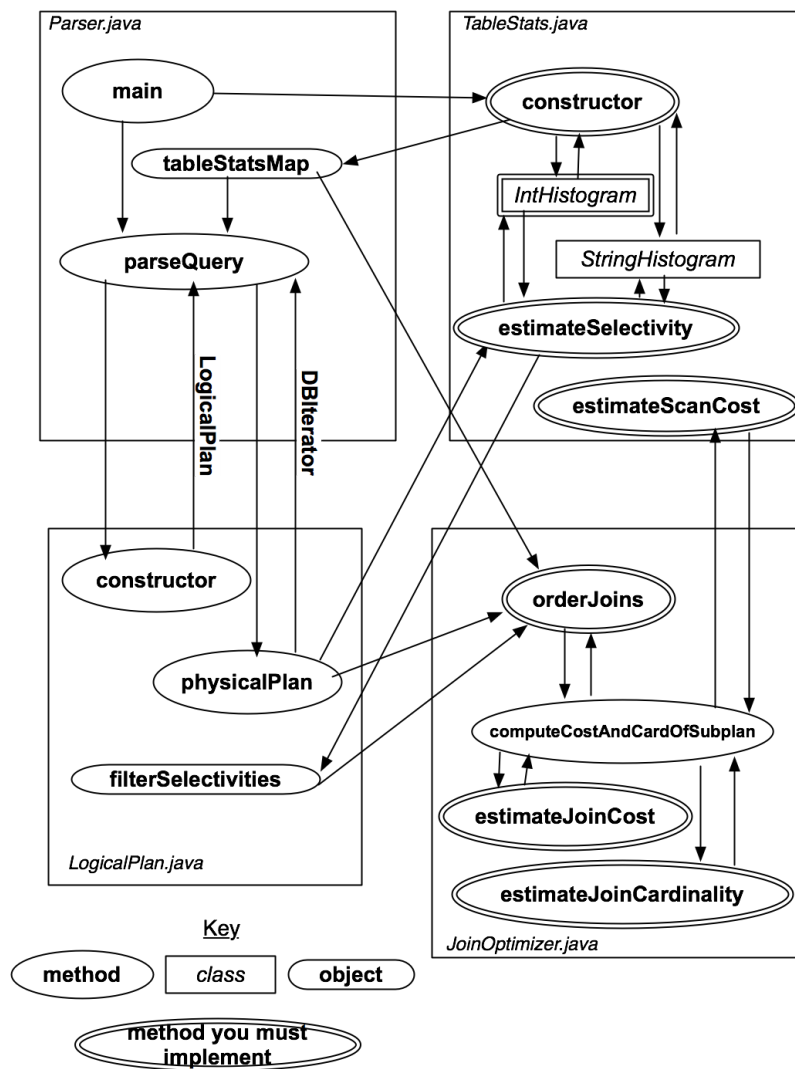 Parser.java
main
tableStatsMap
parseQuery
LogicalPlan
DBIterator
TableStats.java
constructor
IntHistogram
StringHistogram
estimateSelectivity
estimateScanCost
constructor
physicalPlan
filterSelectivities
LogicalPlan.java
orderJoins
computeCostAndCardOfSubplan
estimateJoinCost
estimateJoinCardinality
JoinOptimizer.java
Key
method
class
object
method you must
implement